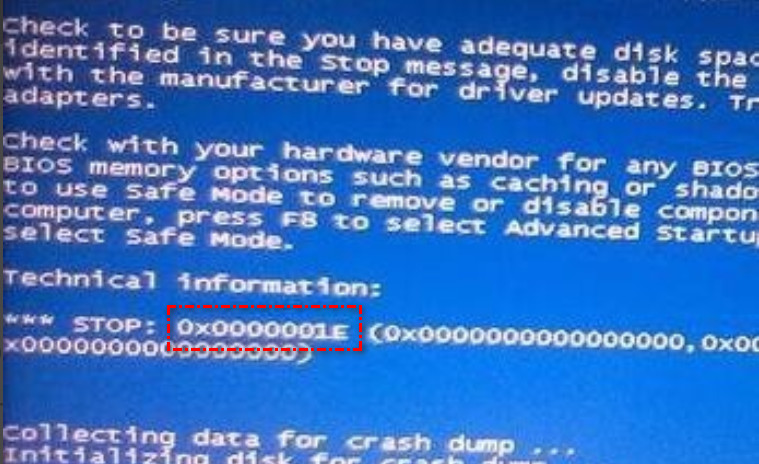 Check to be sure you have adequate disk spac
identified in the Stop message, disable the
with the manufacturer for driver updates. Tr
adapters.
Check with your hardware vendor for any BIOS
BIOS memory options such as caching or shado
to use Safe Mode to remove or disable compon
computer, press F8 to select Advanced Startu
select Safe Mode.
Technical information:
*** STOP: 0x0000001E (0x0000000000000000,0x00
x0000000000000000)
Collecting data for crash dump ...
Initializing disk for crash dump